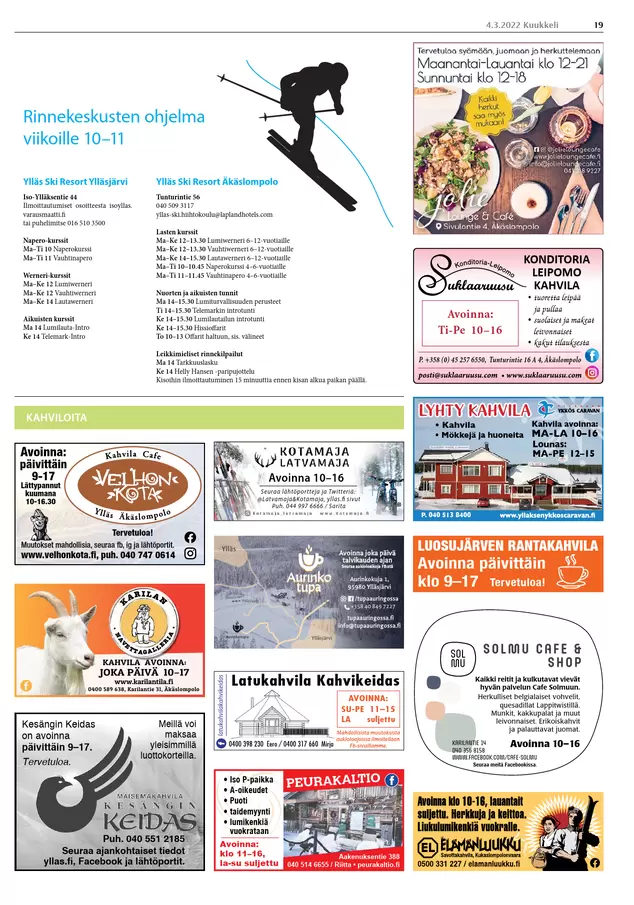 4.3.2022 Kuukkeli 19
Rinnekeskusten ohjelma
viikoille 10–11
Ylläs Ski Resort Ylläsjärvi
Iso-Ylläksentie 44
Ilmoittautumiset osoitteesta isoyllas.
varausmaatti.fi
tai puhelimitse 016 510 3500
Napero-kurssit
Ma–Ti 10 Naperokurssi
Ma–Ti 11 Vauhtinapero
Werneri-kurssit
Ma–Ke 12 Lumiwerneri
Ma–Ke 12 Vauhtiwerneri
Ma–Ke 14 Lautawerneri
Aikuisten kurssit
Ma 14 Lumilauta-Intro
Ke 14 Telemark-Intro
Ylläs Ski Resort Äkäslompolo
Tunturintie 56
040 509 3117
yllas-ski.hiihtokoulu@laplandhotels.com
Lasten kurssit
Ma–Ke 12–13.30 Lumiwerneri 6–12-vuotiaille
Ma–Ke 12–13.30 Vauhtiwerneri 6–12-vuotiaille
Ma–Ke 14–15.30 Lautawerneri 6–12-vuotiaille
Ma–Ti 10–10.45 Naperokurssi 4–6-vuotiaille
Ma–Ti 11–11.45 Vauhtinapero 4–6-vuotiaille
Nuorten ja aikuisten tunnit
Ma 14–15.30 Lumiturvallisuuden perusteet
Ti 14–15.30 Telemarkin introtunti
Ke 14–15.30 Lumilautailun introtunti
Ke 14–15.30 Hissioffarit
To 10–13 Offarit haltuun, sis. välineet
Leikkimieliset rinnekilpailut
Ma 14 Tarkkuuslasku
Ke 14 Helly Hansen -paripujottelu
Kisoihin ilmoittautuminen 15 minuuttia ennen kisan alkua paikan päällä.
Tervetuloa syömään, juomaan ja herkuttelemaan
Maanantai-Lauantai klo 12-21
Sunnuntai klo 12-18
Kaikki
herkut
saa myös
mukaan!
@jolieloungecafe
www.jolieloungecafe.fi
info@jolieloungecafe.fi
jolie
Lounge & Café
Sivulantie 4, Äkäslompolo
Konditoria-Leipomo
Suklaaruusu
Avoinna:
Ti-Pe 10–16
KONDITORIA
LEIPOMO
KAHVILA
• tuoretta leipää
ja pullaa
• suolaiset ja makeat
leivonnaiset
• kakut tilauksesta
P. +358 (0) 45 257 6550, Tunturintie 16 A 4, Äkäslompolo
posti@suklaaruusu.com • www.suklaaruusu.com
KAHVILOITA
Avoinna:
päivittäin
9-17
Lättypannut
kuumana
10-16.30
Kahvila Cafe
VELHON
KOTA
Ylläs Äkäslompolo
Tervetuloa!
Muutokset mahdollisia, seuraa fb, ig ja lähtöportit.
www.velhonkota.fi, puh. 040 747 0614
KOTAMAJA
LATVAMAJA
Avoinna 10–16
Seuraa lähtöportteja ja Twitteriä:
@Latvamaja@Kotamaja, yllas.fi sivut
Puh. 044 997 6666 / Sarita
Kotamaja.Latvamaja www.kotamaja.fi
LYHTY KAHVILA
YKKÖS CARAVAN
• Kahvila
• Mökkejä ja huoneita
Kahvila avoinna:
MA-LA 10–16
Lounas:
MA-PE 12–15
P. 040 513 8400 www.yllaksenykkoscaravan.fi
LUOSUJÄRVEN RANTAKAHVILA
Avoinna päivittäin
klo 9–17 Tervetuloa!
Ylläs
Aurinko
tupa
Ylläsjärvi
Avoinna joka päivä
talvikauden ajan
Seuraa aukioloaikoja FB:stä
Aurinkokuja 1,
95980 Ylläsjärvi
/tupaauringossa
+358 40 849 7227
tupaauringossa.fi
info@tupaauringossa.fi
KARILAN
NAVETTAGALLERIA
KAHVILA AVOINNA:
JOKA PÄIVÄ 10–17
www.karilantila.fi
0400 589 638, Karilantie 31, Äkäslompolo
Latukahvila Kahvikeidas
latukahvilakahvikeidas
AVOINNA:
SU-PE 11–15
LA suljettu
Mahdollisista muutoksista
aukioloajoissa ilmoitellaan
FB-sivuillamme.
0400 398 230 Eero / 0400 317 660 Mirja
SOL
MU
SOLMU CAFE &
SHOP
Kaikki reitit ja kulkutavat vievät
hyvän palvelun Cafe Solmuun.
Herkulliset belgialaiset vohvelit,
quesadillat Lappitwistillä.
Munkit, kakkupalat ja muut
leivonnaiset. Erikoiskahvit
ja palauttavat juomat.
KARILANTIE 14
040 356 8158
WWW.FACEBOOK.COM/CAFE-SOLMU
Seuraa meitä Facebookissa.
Avoinna 10–16
Kesängin Keidas
on avoinna
päivittäin 9–17.
Tervetuloa.
Meillä voi
maksaa
yleisimmillä
luottokorteilla.
MAISEMAKAHVILA
KESÄNGIN
KEIDAS
Puh. 040 551 2185
Seuraa ajankohtaiset tiedot
yllas.fi, Facebook ja lähtöportit.
• Iso P-paikka
• A-oikeudet
• Puoti
• taidemyynti
• lumikenkiä
vuokrataan
Avoinna:
klo 11–16,
la-su suljettu
PEURAKALTIO
Aakenuksentie 388
040 514 6655 / Riitta • peurakaltio.fi
Avoinna klo 10-16, lauantait
suljettu. Herkkuja ja keittoa.
Liukulumikenkiä vuokralle.
EL ELÄMÄNLUUKKU
Savottakahvila, Kukaslompolonvaara
0500 331 227 / elamanluukku.fi